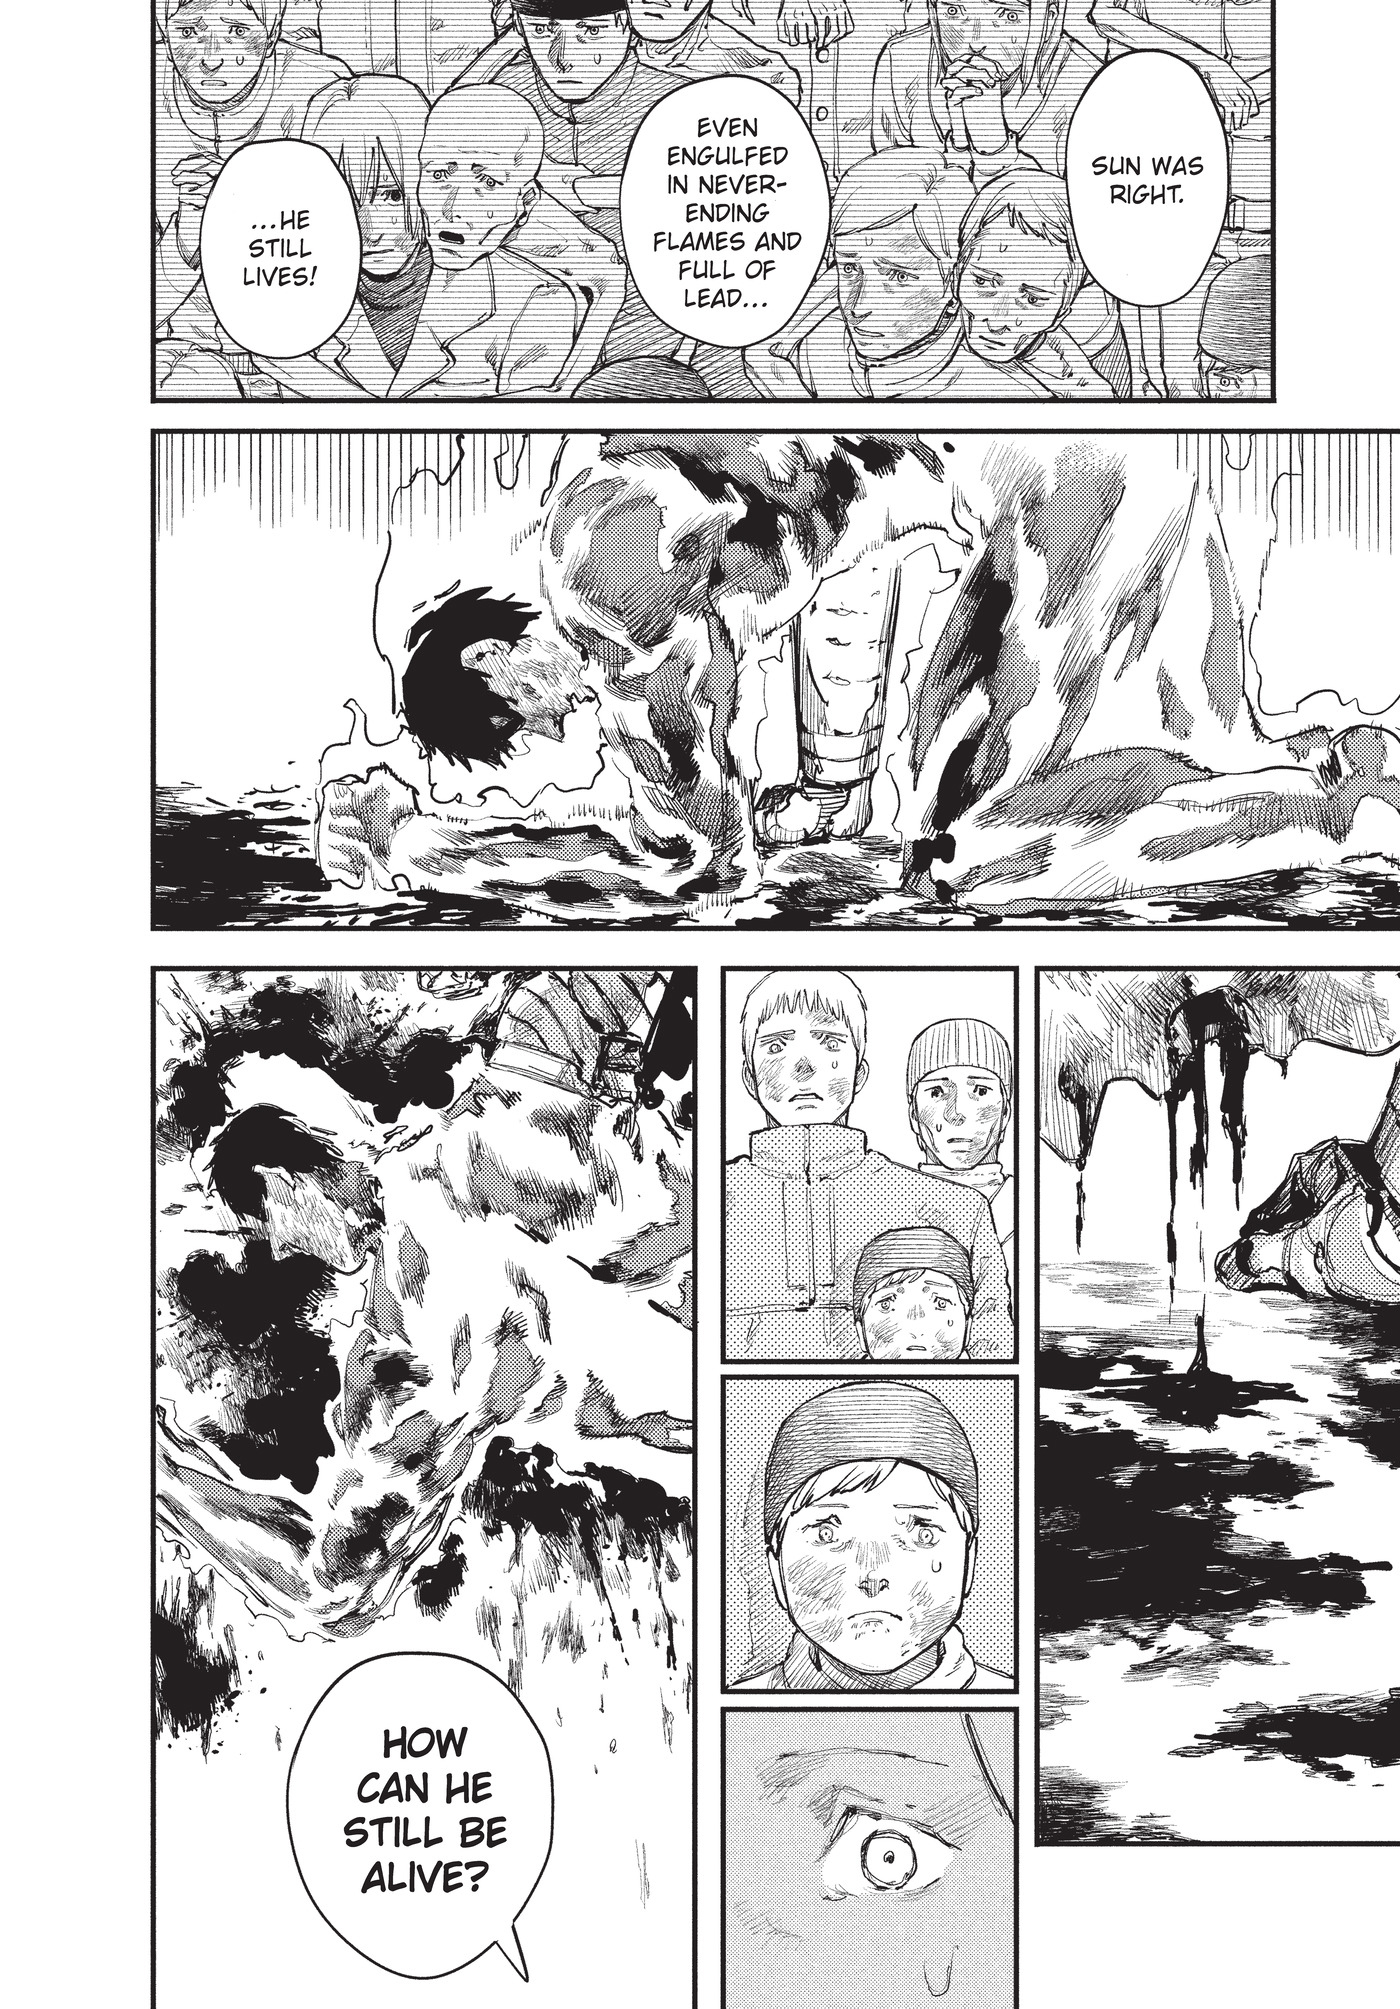 SUN WAS
RIGHT.
EVEN
ENGULFED
IN NEVER-
ENDING
FLAMES AND
FULL OF
LEAD...
...HE
STILL
LIVES!
HOW
CAN HE
STILL BE
ALIVE?